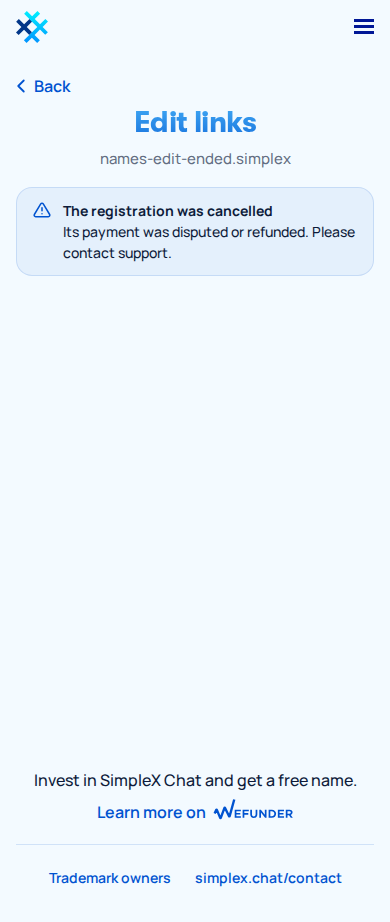 Back
Edit links
names-edit-ended.simplex
The registration was cancelled
Its payment was disputed or refunded. Please
contact support.
Invest in SimpleX Chat and get a free name.
Learn more on WEFUNDER
Trademark owners simplex.chat/contact